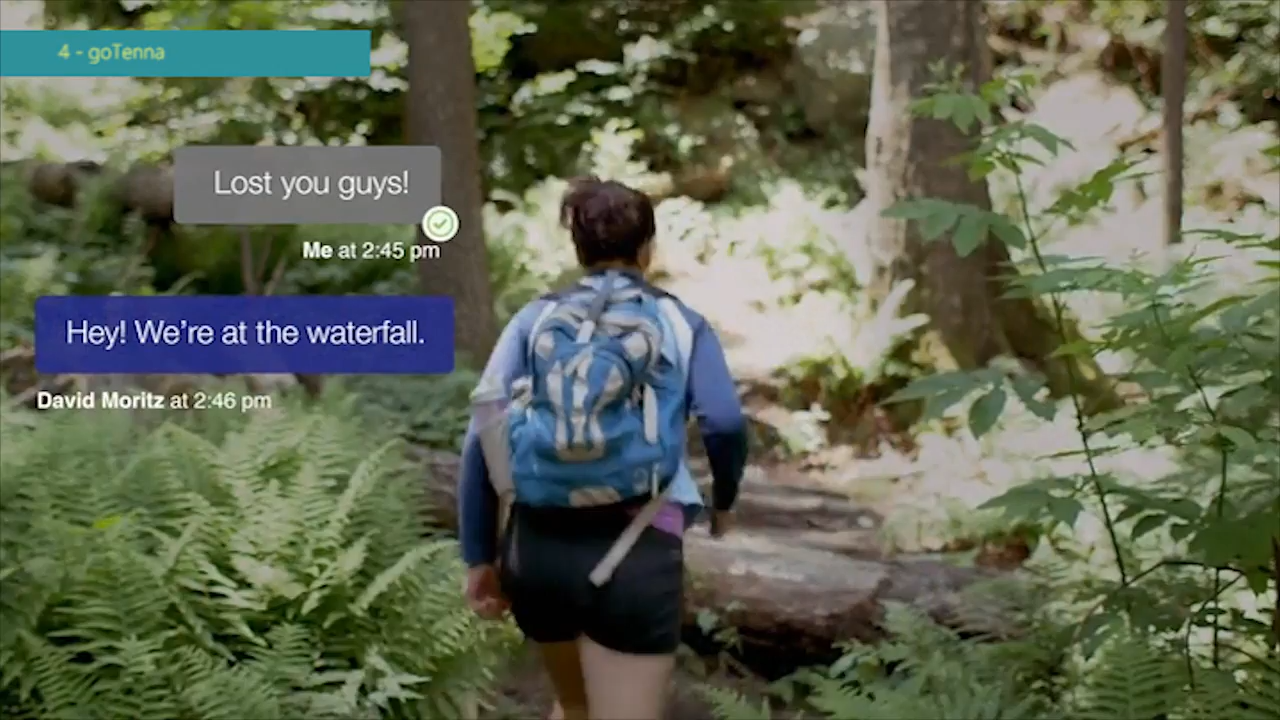 4 - goTenna
Lost you guys!
Me at 2:45 pm
Hey! We're at the waterfall.
David Moritz at 2:46 pm